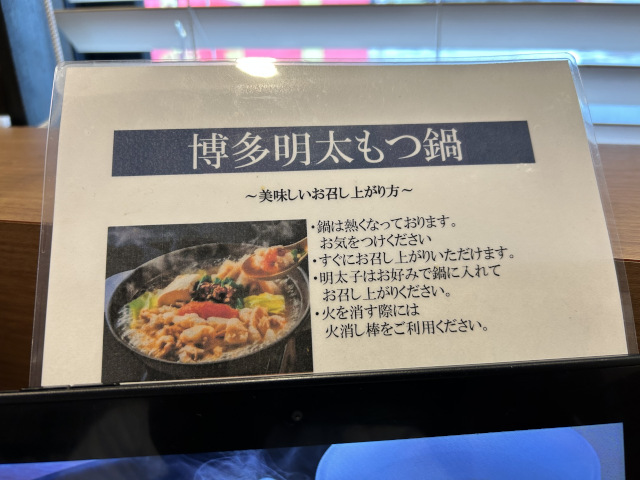 博多明太もつ鍋
～美味しいお召し上がり方～
・鍋は熱くなっております。
お気をつけください
・すぐにお召し上がりいただけます。
・明太子はお好みで鍋に入れて
お召し上がりください。
・火を消す際には
火消し棒をご利用ください。